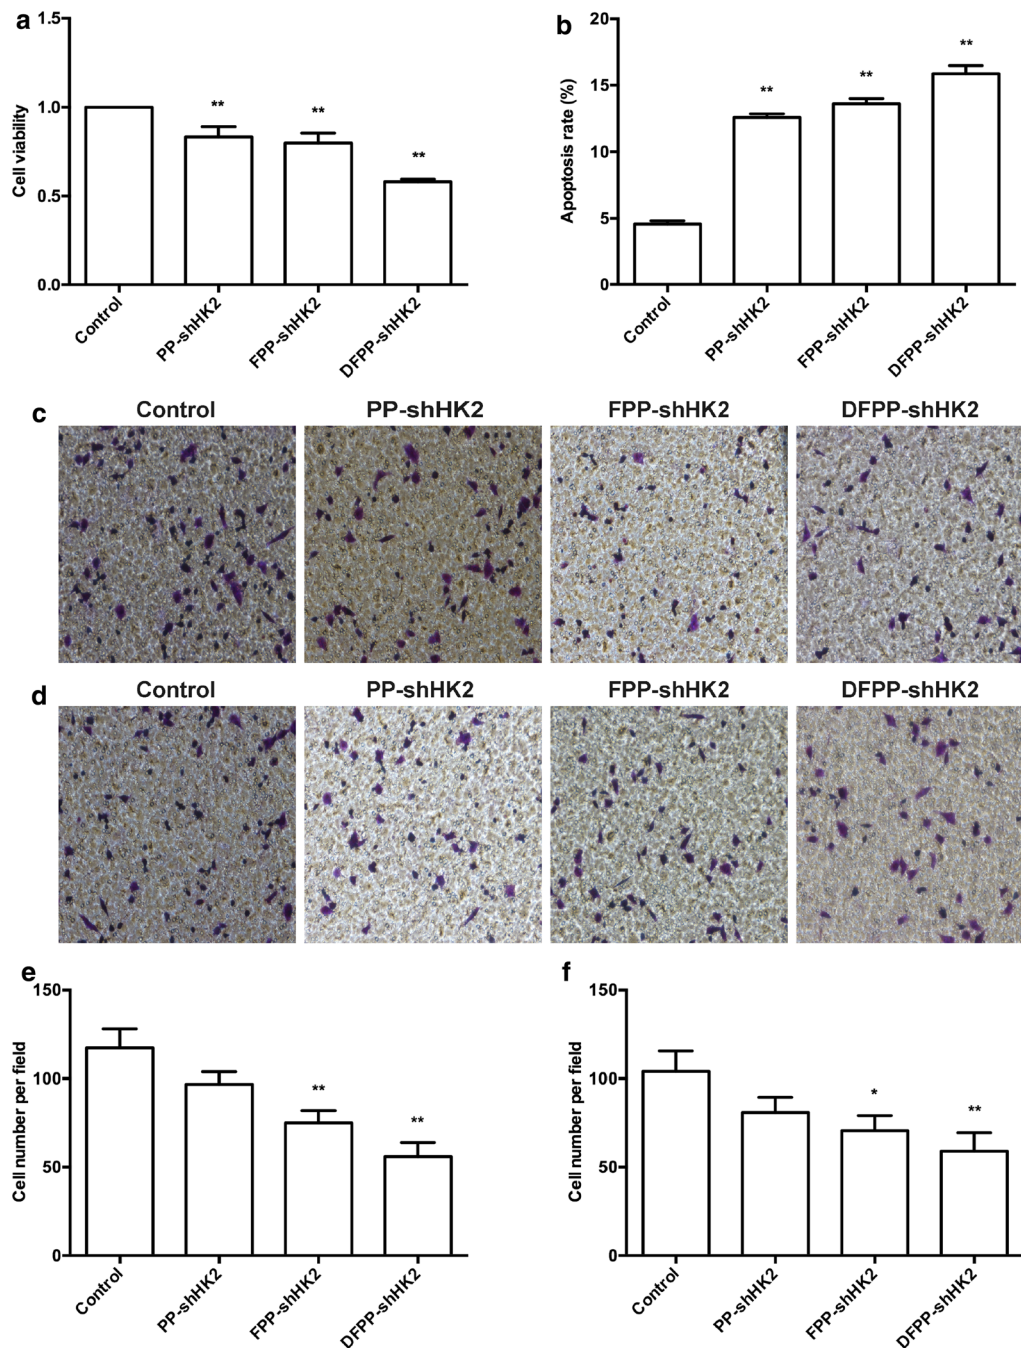 a
1.5
1.0
0.5
0.0
Cell viability
**
**
**
Control
PP-shHK2
FPP-shHK2
DFPP-shHK2
b
20
15
10
5
0
Apoptosis rate (%)
**
**
**
Control
PP-shHK2
FPP-shHK2
DFPP-shHK2
c
Control
PP-shHK2
FPP-shHK2
DFPP-shHK2
d
Control
PP-shHK2
FPP-shHK2
DFPP-shHK2
e
150
100
50
0
Cell number per field
**
**
Control
PP-shHK2
FPP-shHK2
DFPP-shHK2
f
150
100
50
0
Cell number per field
*
**
Control
PP-shHK2
FPP-shHK2
DFPP-shHK2